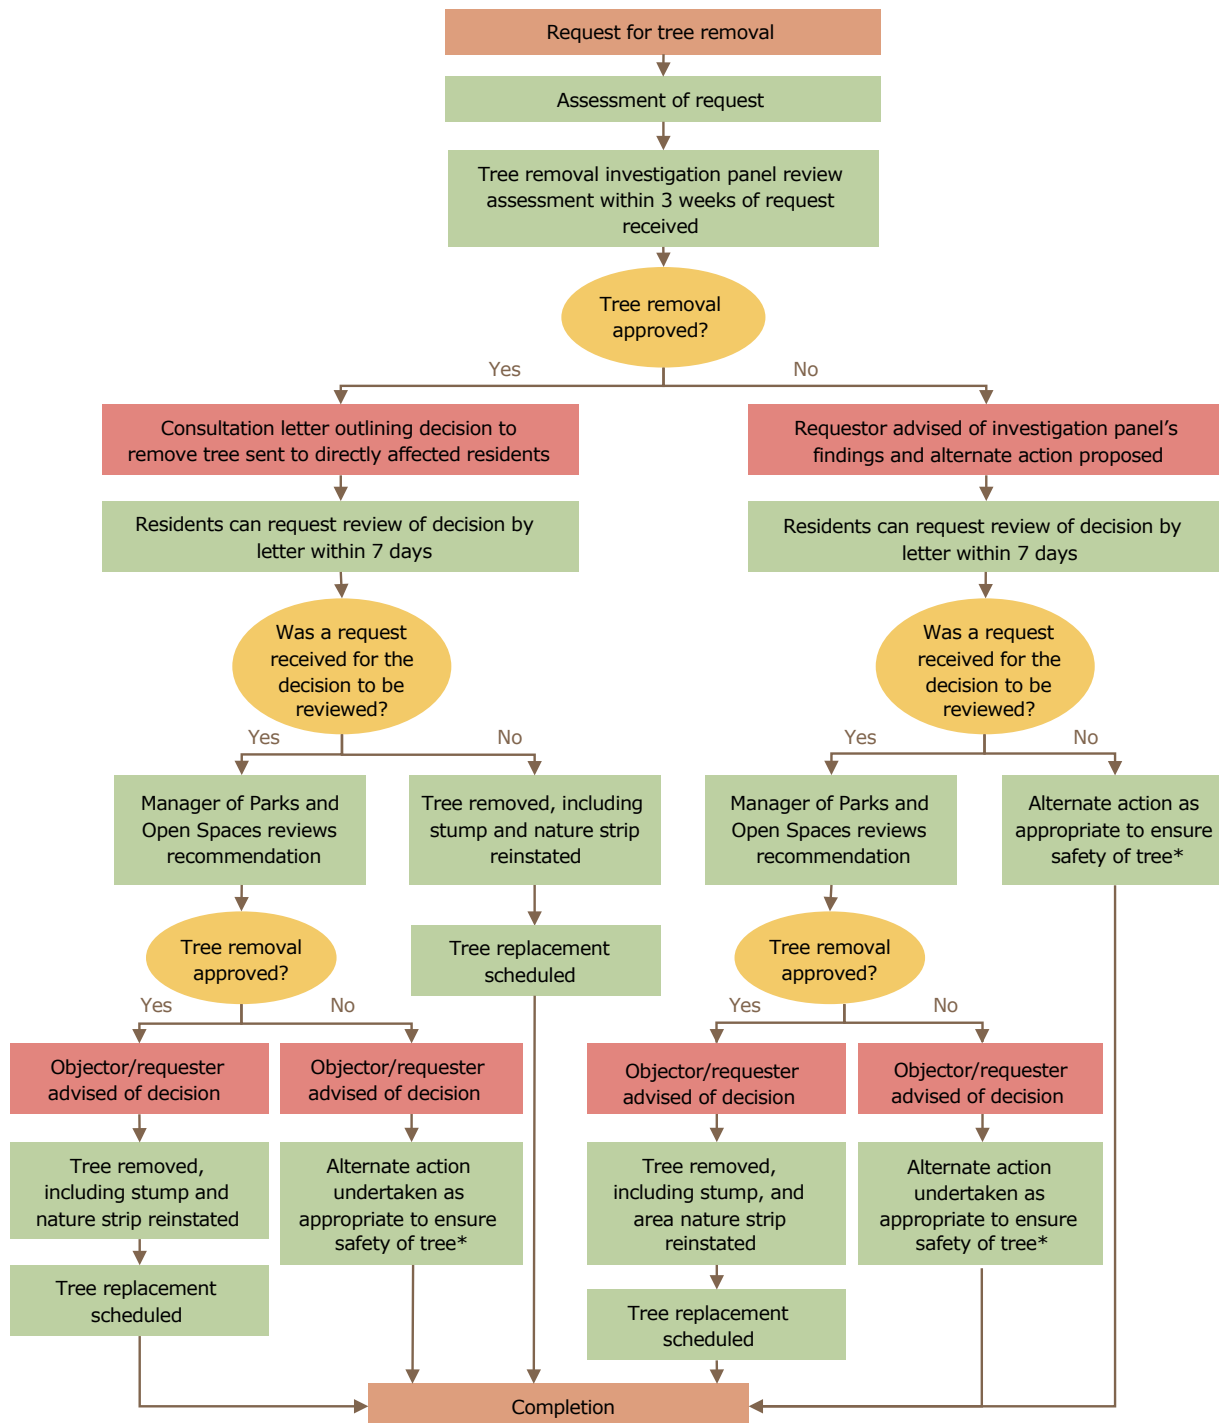 Request for tree removal
Assessment of request
Tree removal investigation panel review
assessment within 3 weeks of request
received
Tree removal
approved?
Yes
No
Consultation letter outlining decision to
remove tree sent to directly affected residents
Requestor advised of investigation panel’s
findings and alternate action proposed
Residents can request review of decision by
letter within 7 days
Residents can request review of decision by
letter within 7 days
Was a request
received for the
decision to be
reviewed?
Was a request
received for the
decision to be
reviewed?
Yes
No
Yes
No
Manager of Parks and
Open Spaces reviews
recommendation
Tree removed, including
stump and nature strip
reinstated
Manager of Parks and
Open Spaces reviews
recommendation
Alternate action as
appropriate to ensure
safety of tree*
Tree removal
approved?
Tree replacement
scheduled
Tree removal
approved?
Yes
No
Yes
No
Objector/requester
advised of decision
Objector/requester
advised of decision
Objector/requester
advised of decision
Objector/requester
advised of decision
Tree removed,
including stump and
nature strip reinstated
Alternate action
undertaken as
appropriate to ensure
safety of tree*
Tree removed,
including stump, and
area nature strip
reinstated
Alternate action
undertaken as
appropriate to ensure
safety of tree*
Tree replacement
scheduled
Tree replacement
scheduled
Completion